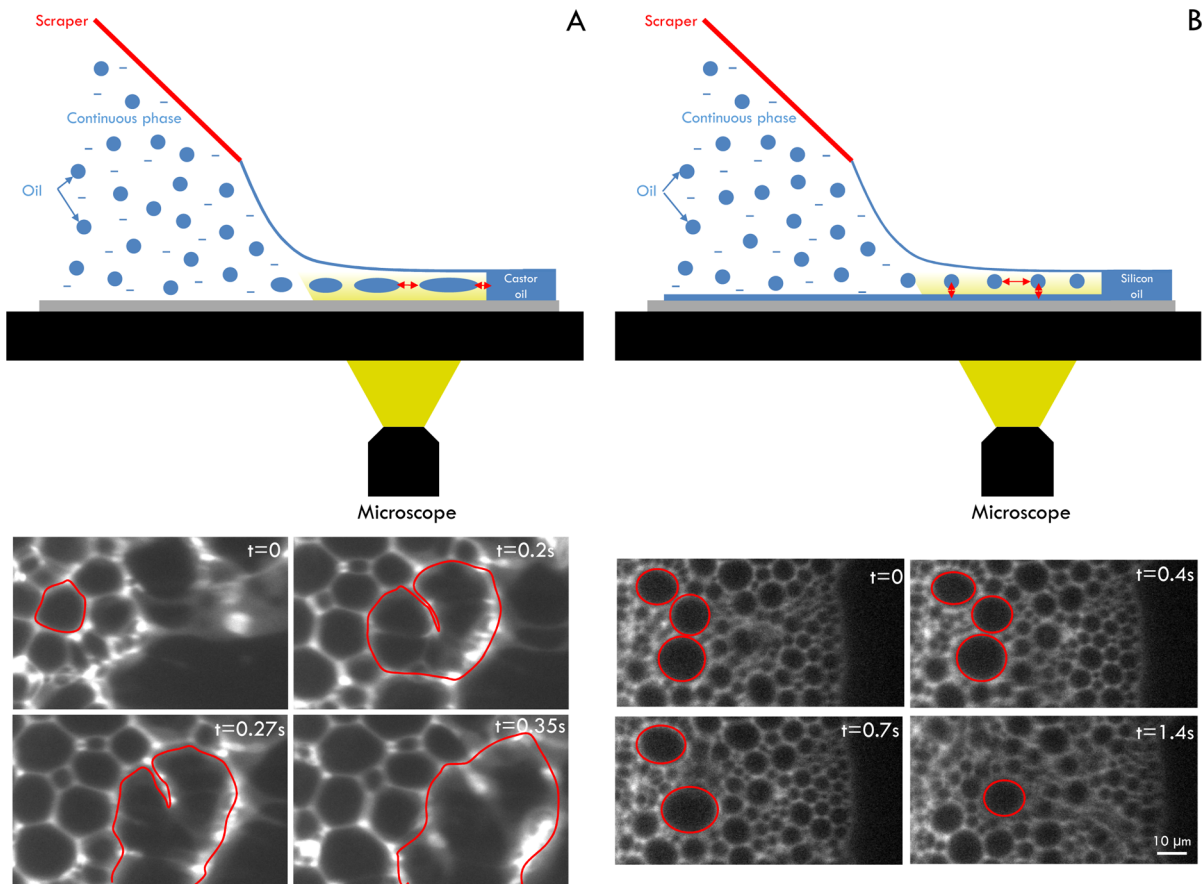 Scraper
A
Continuous phase
Oil
Castor
oil
Microscope
t=0
t=0.2s
t=0.27s
t=0.35s
Scraper
B
Continuous phase
Oil
Silicon
oil
Microscope
t=0
t=0.4s
t=0.7s
t=1.4s
10 µm